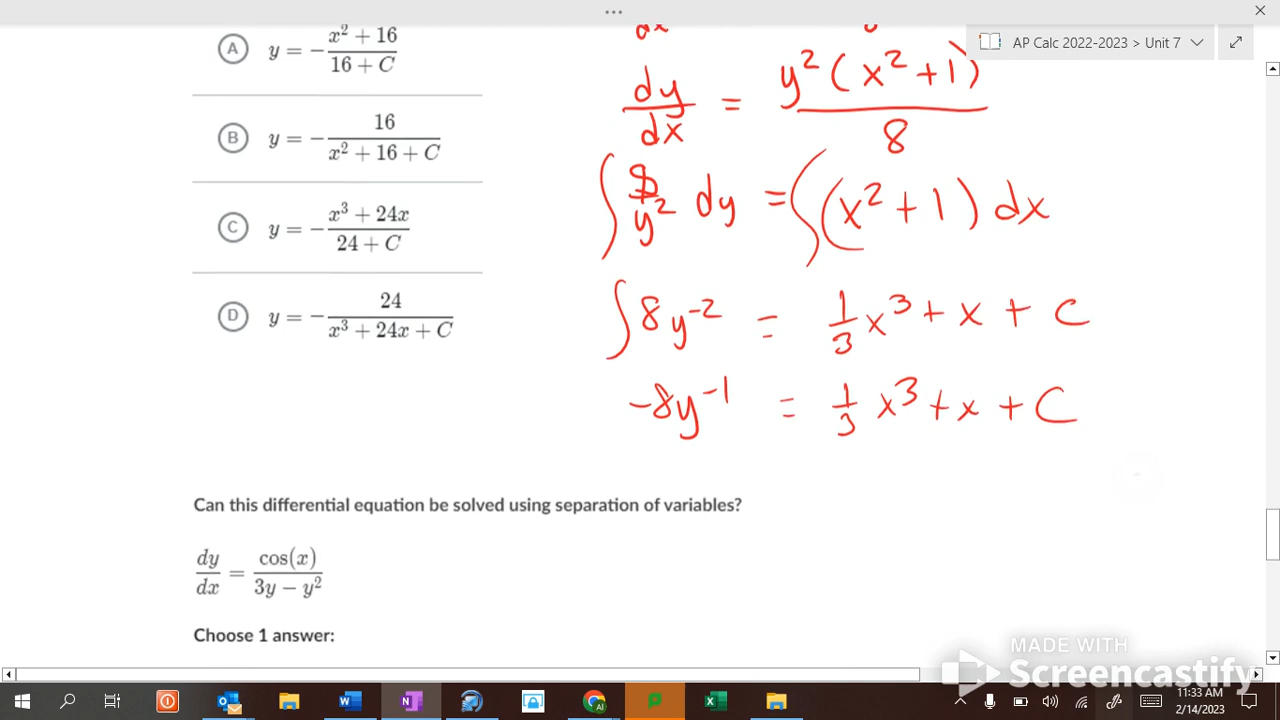 AP Calc 2022-2023 > Unit 7
A y = - x² + 16 / 16 + C
B y = - 16 / x² + 16 + C
C y = - x³ + 24x / 24 + C
D y = - 24 / x³ + 24x + C
dy/dx = y² (x² + 1) / 8
∫ 8/y² dy = ∫ (x² + 1) dx
∫ 8y⁻² = 1/3 x³ + x + C
-8y⁻¹ = 1/3 x³ + x + C
Can this differential equation be solved using separation of variables?
dy/dx = cos(x) / 3y − y²
Choose 1 answer:
MADE WITH
Screencastify
11:33 AM
2/14/2023